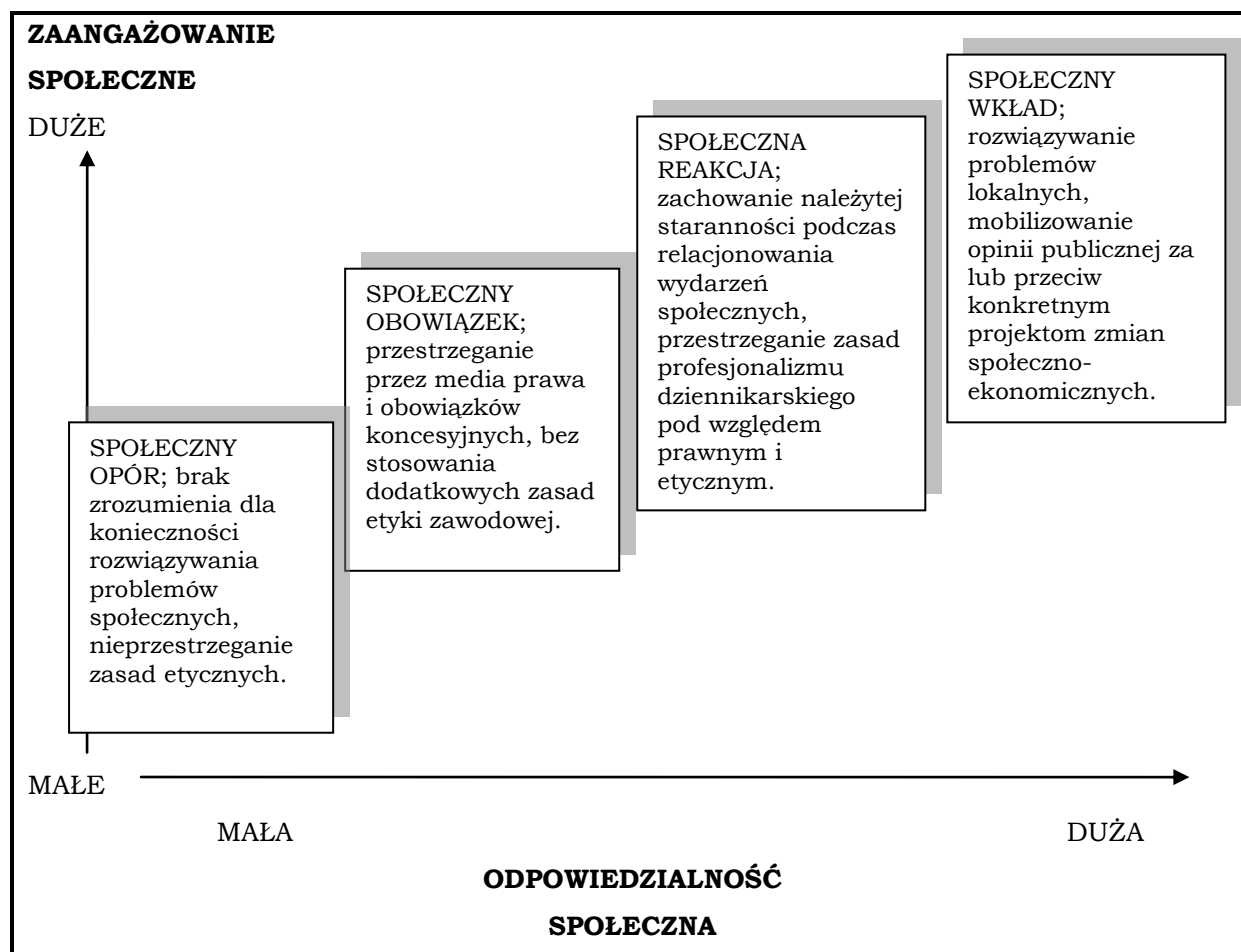 ZAANGAŻOWANIE
SPOŁECZNE
DUŻE
SPOŁECZNY
OPÓR; brak
zrozumienia dla
konieczności
rozwiązywania
problemów
społecznych,
nieprzestrzeganie
zasad etycznych.
SPOŁECZNY
OBOWIĄZEK;
przestrzeganie
przez media prawa
i obowiązków
koncesyjnych, bez
stosowania
dodatkowych zasad
etyki zawodowej.
SPOŁECZNA
REAKCJA;
zachowanie należytej
staranności podczas
relacjonowania
wydarzeń
społecznych,
przestrzeganie zasad
profesjonalizmu
dziennikarskiego
pod względem
prawnym i
etycznym.
SPOŁECZNY
WKŁAD;
rozwiązywanie
problemów
lokalnych,
mobilizowanie
opinii publicznej za
lub przeciw
konkretnym
projektom zmian
społeczno-
ekonomicznych.
MAŁE
MAŁA
DUŻA
ODPOWIEDZIALNOŚĆ
SPOŁECZNA